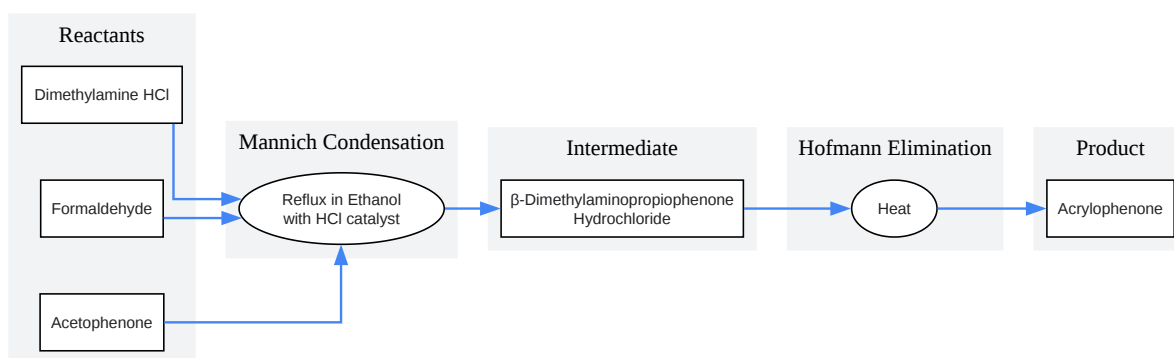 Reactants
Dimethylamine HCl
Formaldehyde
Acetophenone
Mannich Condensation
Reflux in Ethanol
with HCl catalyst
Intermediate
β-Dimethylaminopropiophenone
Hydrochloride
Hofmann Elimination
Heat
Product
Acrylophenone